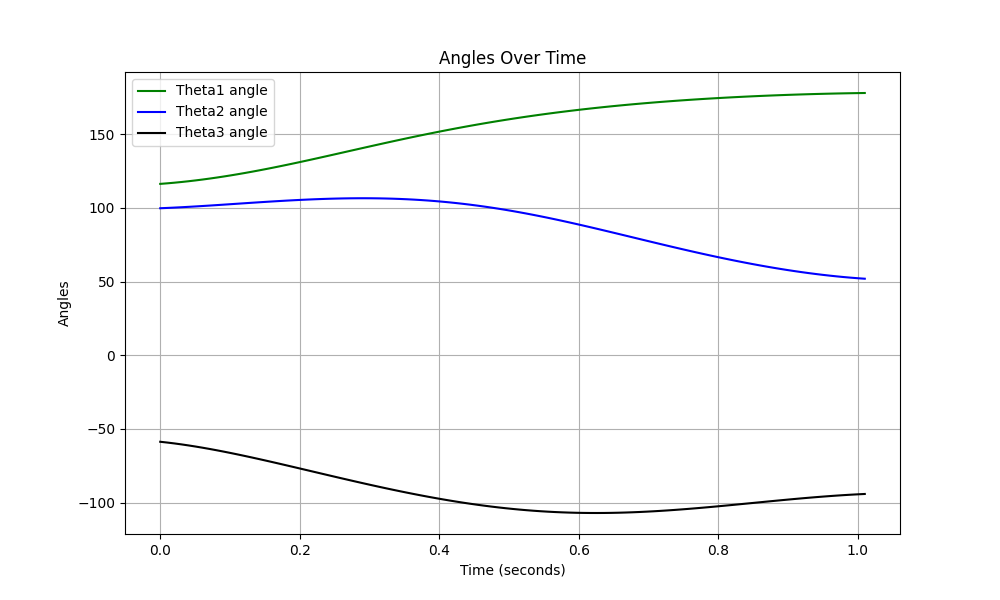 Angles Over Time
Theta1 angle
Theta2 angle
Theta3 angle
150
100
50
0
−50
−100
Angles
0.0 0.2 0.4 0.6 0.8 1.0
Time (seconds)